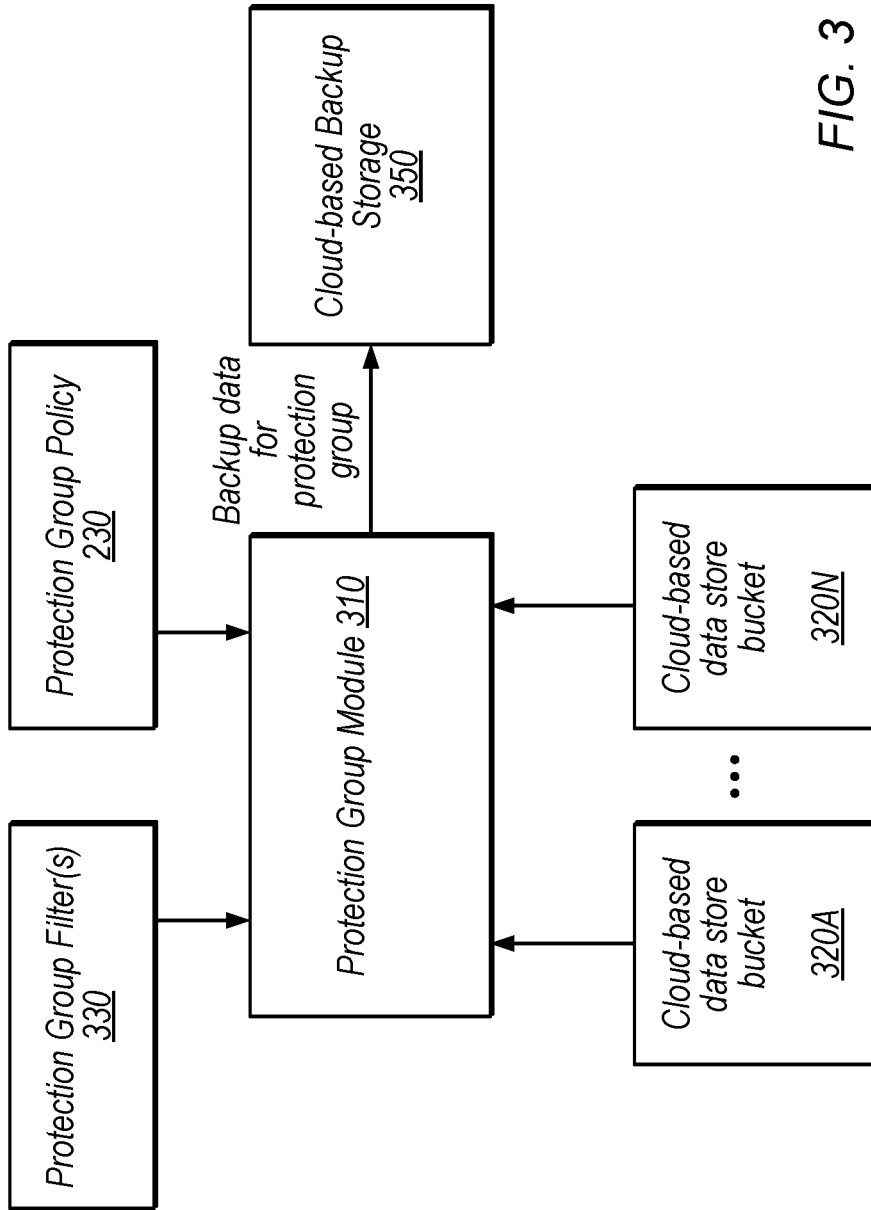 Protection Group Filter(s)
330
Protection Group Policy
230
Protection Group Module 310
Backup data
for
protection
group
Cloud-based Backup
Storage
350
Cloud-based
data store
bucket
320A
...
Cloud-based
data store
bucket
320N
FIG. 3